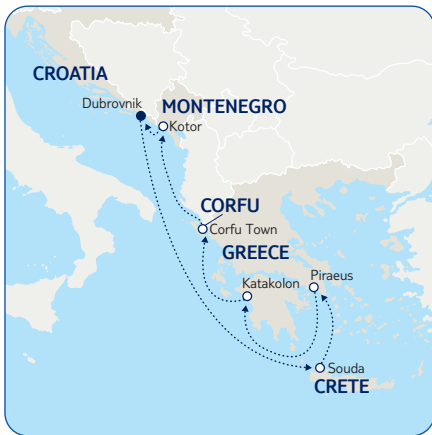 CROATIA
Dubrovnik
MONTENEGRO
Kotor
CORFU
Corfu Town
GREECE
Piraeus
Katakolon
Souda
CRETE